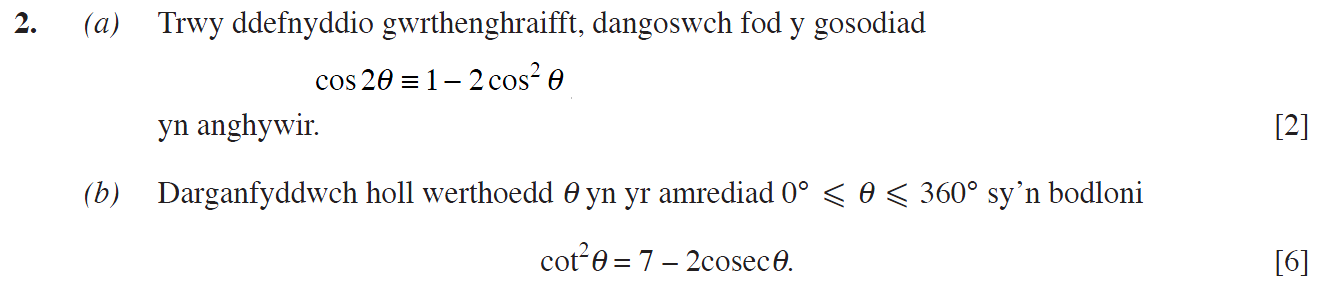 2. (a) Trwy ddefnyddio gwrthenghraifft, dangoswch fod y gosodiad
cos 2θ ≡ 1 – 2 cos² θ
yn anghywir. [2]
(b) Darganfyddwch holl werthoedd θ yn yr amrediad 0° ⩽ θ ⩽ 360° sy’n bodloni
cot²θ = 7 – 2cosecθ. [6]